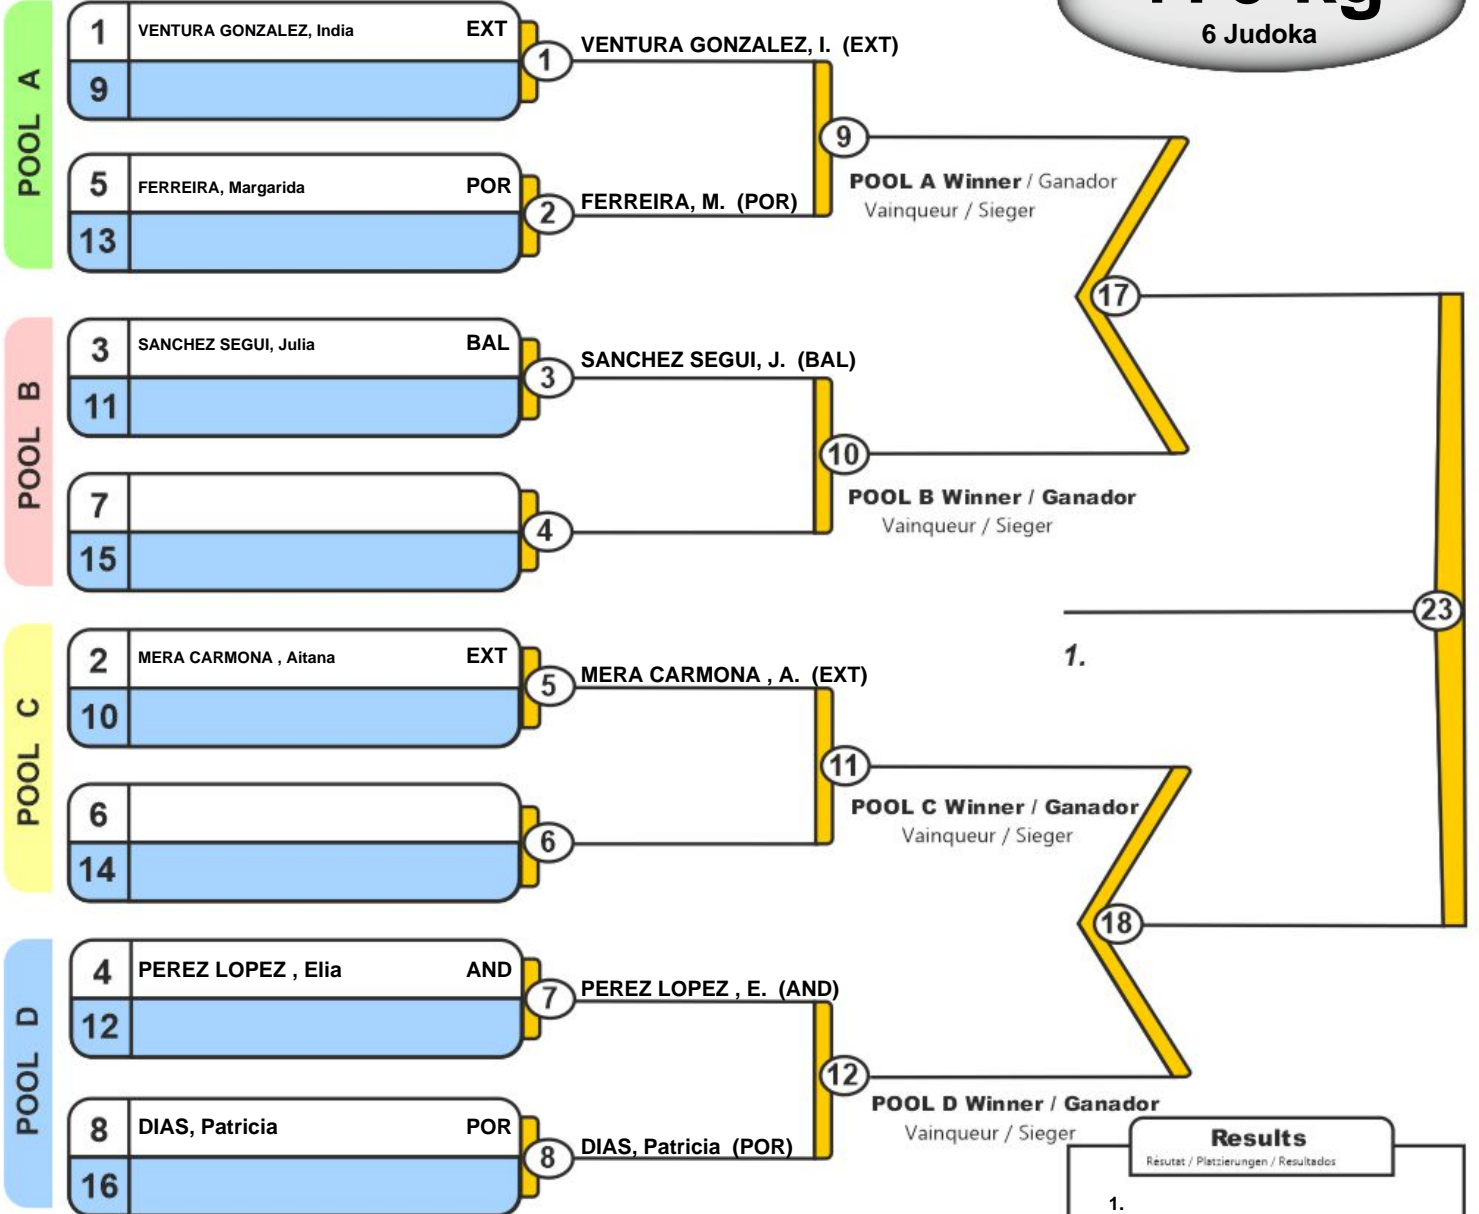 6 Judoka
POOL A
1 VENTURA GONZALEZ, India EXT
9
1
VENTURA GONZALEZ, I. (EXT)
5 FERREIRA, Margarida POR
13
2
FERREIRA, M. (POR)
9
POOL A Winner / Ganador
Vainqueur / Sieger
17
POOL B
3 SANCHEZ SEGUI, Julia BAL
11
3
SANCHEZ SEGUI, J. (BAL)
7
15
4
10
POOL B Winner / Ganador
Vainqueur / Sieger
23
1.
POOL C
2 MERA CARMONA , Aitana EXT
10
5
MERA CARMONA , A. (EXT)
6
14
6
11
POOL C Winner / Ganador
Vainqueur / Sieger
18
POOL D
4 PEREZ LOPEZ , Elia AND
12
7
PEREZ LOPEZ , E. (AND)
8 DIAS, Patricia POR
16
8
DIAS, Patricia (POR)
12
POOL D Winner / Ganador
Vainqueur / Sieger
Results
Résutat / Platzierungen / Resultados
1.